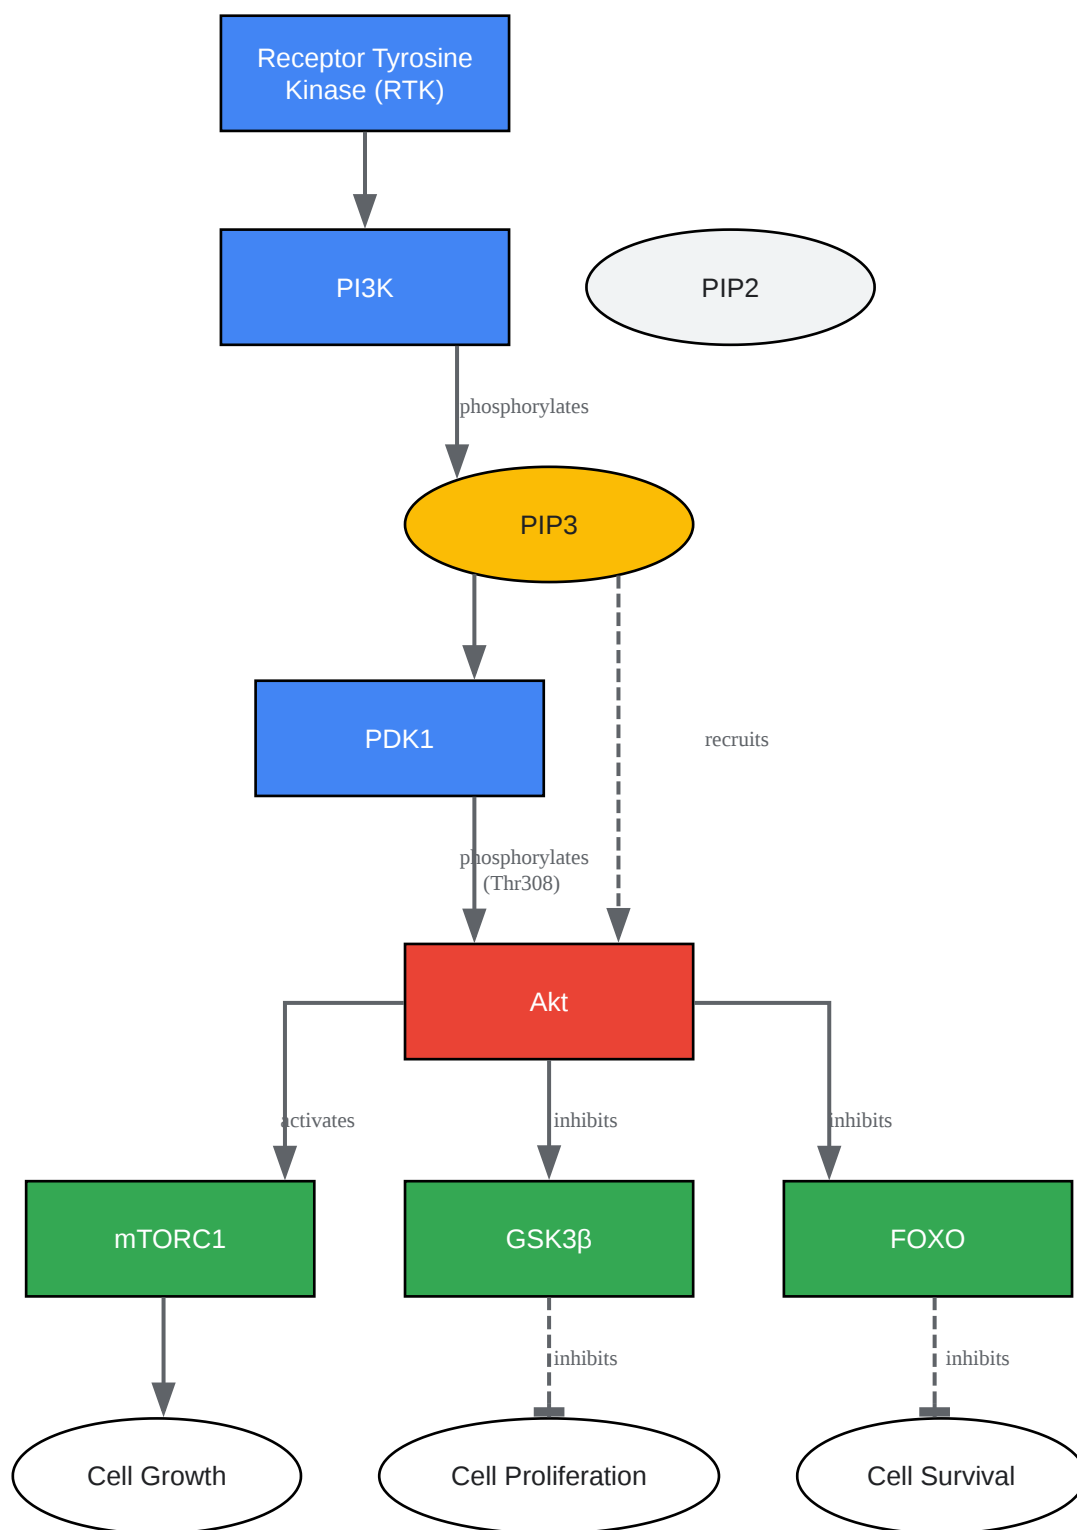 Receptor Tyrosine
Kinase (RTK)
PI3K
PIP2
phosphorylates
PIP3
PDK1
recruits
phosphorylates
(Thr308)
Akt
activates
inhibits
inhibits
mTORC1
GSK3β
FOXO
inhibits
inhibits
Cell Growth
Cell Proliferation
Cell Survival